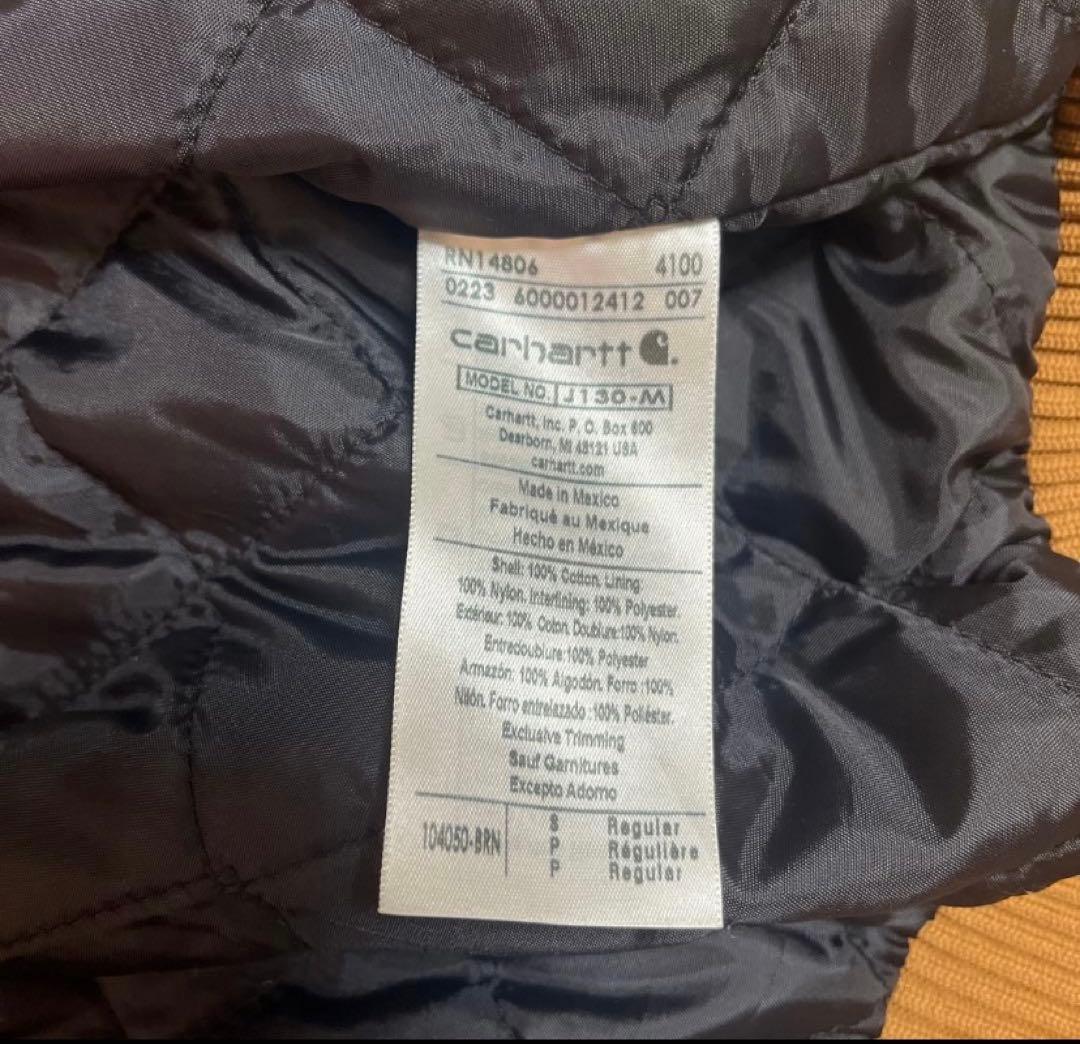 RN14806 4100
0223 6000012412 007
carhartt
MODEL NO. J130-M
Carhartt, Inc. P. O. Box 600
Dearborn, MI 48121 USA
carhartt.com
Made in Mexico
Fabriqué au Mexique
Hecho en México
Shell: 100% Cotton. Lining
100% Nylon. Interlining: 100% Polyester.
Extérieur: 100% Coton. Doublure:100% Nylon.
Entredoublure:100% Polyester
Armazón: 100% Algodón. Forro :100%
Nilón. Forro entrelazado :100% Poliéster.
Exclusive Trimming
Sauf Garnitures
Excepto Adorno
104050-BRN S Regular
P Régulière
P Regular